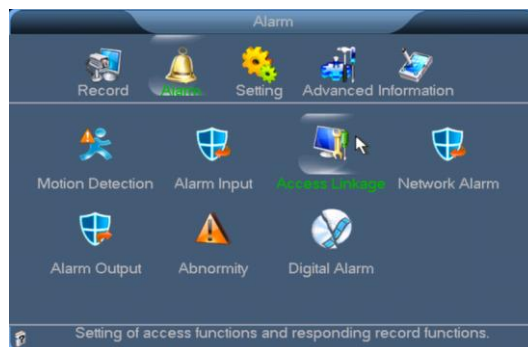 Alarm
Record Alarm Setting Advanced Information
Motion Detection Alarm Input Access Linkage Network Alarm
Alarm Output Abnormity Digital Alarm
Setting of access functions and responding record functions.